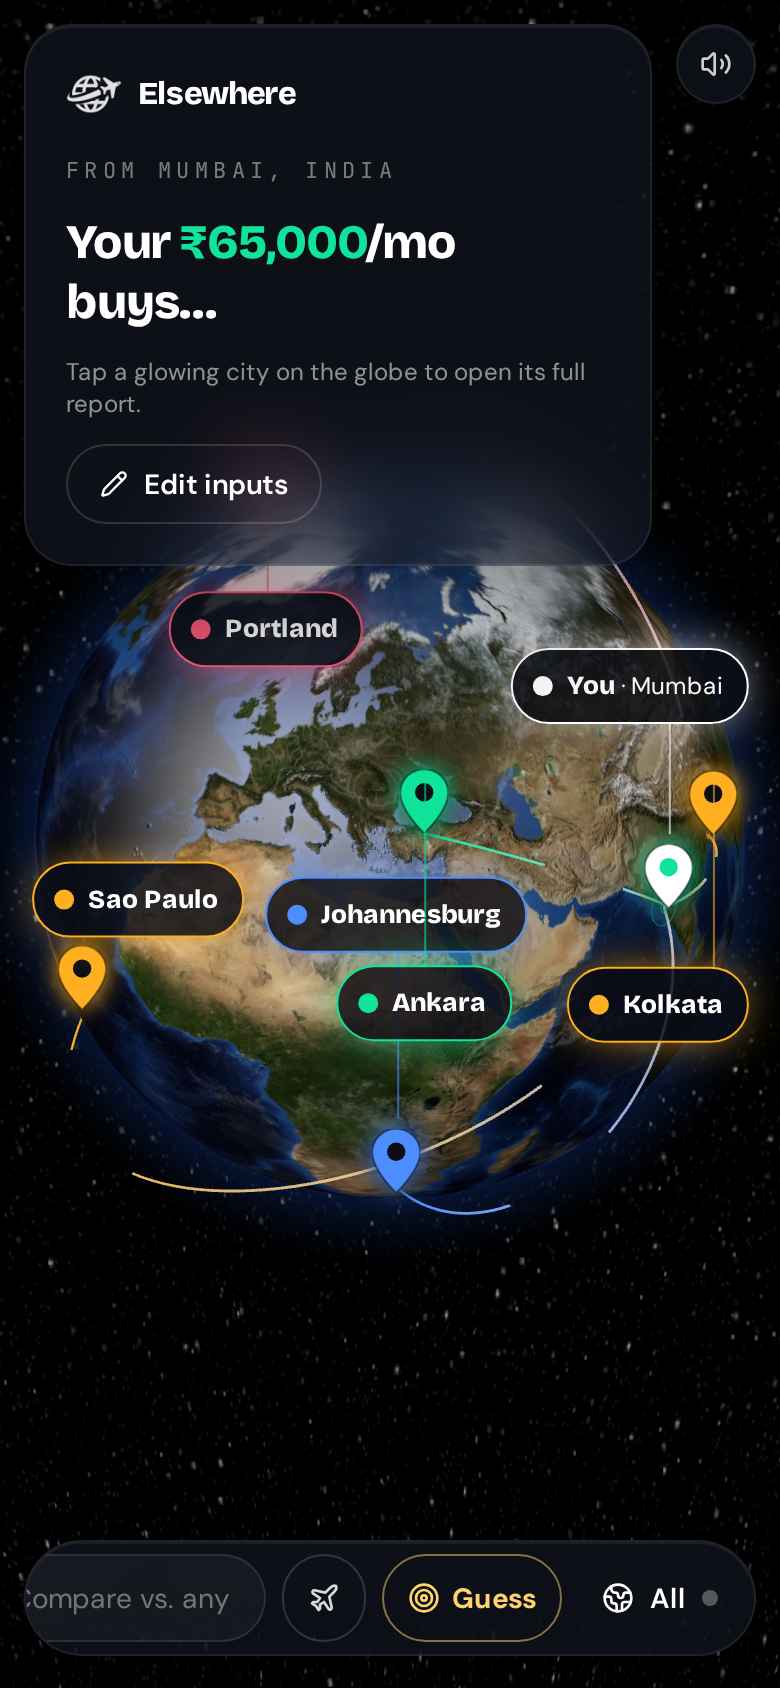 Elsewhere
FROM MUMBAI, INDIA
Your ₹65,000/mo
buys...
Tap a glowing city on the globe to open its full
report.
Edit inputs
Portland
You · Mumbai
Sao Paulo
Johannesburg
Ankara
Kolkata
Compare vs. any
Guess
All